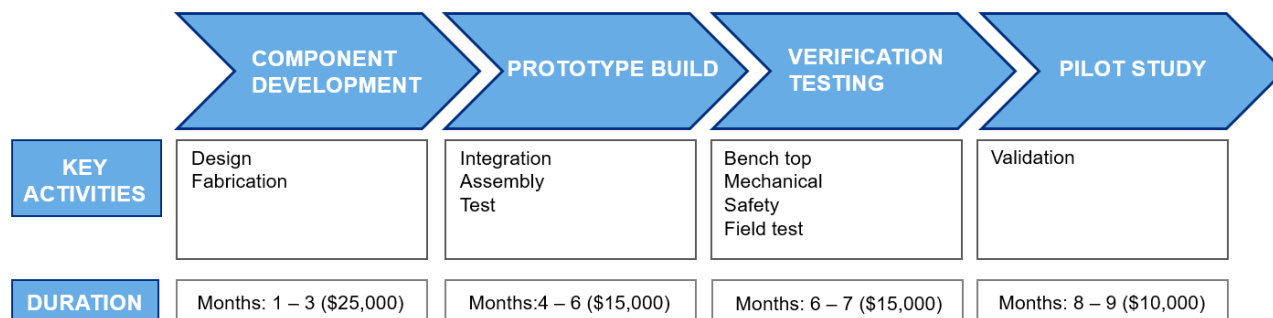 COMPONENT
DEVELOPMENT
PROTOTYPE BUILD
VERIFICATION
TESTING
PILOT STUDY
KEY
ACTIVITIES
Design
Fabrication
Integration
Assembly
Test
Bench top
Mechanical
Safety
Field test
Validation
DURATION
Months: 1 – 3 ($25,000)
Months:4 – 6 ($15,000)
Months: 6 – 7 ($15,000)
Months: 8 – 9 ($10,000)